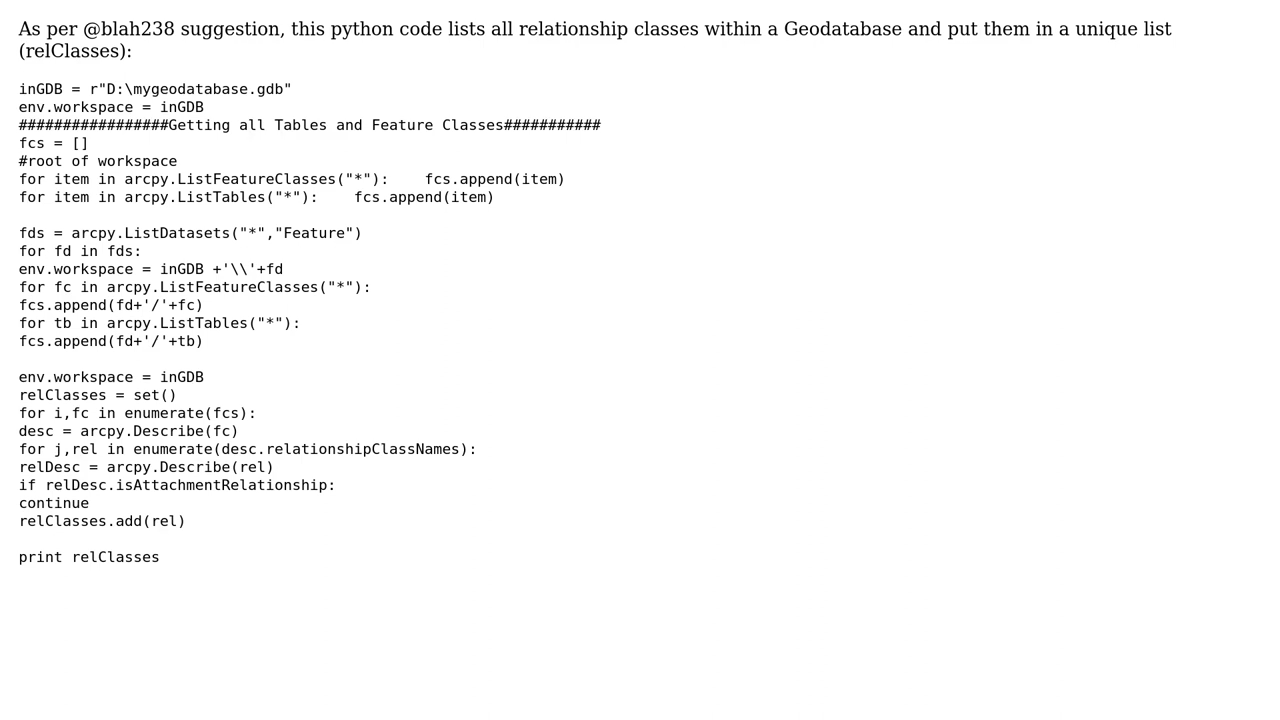 As per @blah238 suggestion, this python code lists all relationship classes within a Geodatabase and put them in a unique list
(relClasses):
inGDB = r"D:\mygeodatabase.gdb"
env.workspace = inGDB
#################Getting all Tables and Feature Classes###########
fcs = []
#root of workspace
for item in arcpy.ListFeatureClasses("*"):    fcs.append(item)
for item in arcpy.ListTables("*"):    fcs.append(item)
fds = arcpy.ListDatasets("*","Feature")
for fd in fds:
env.workspace = inGDB +'\\'+fd
for fc in arcpy.ListFeatureClasses("*"):
fcs.append(fd+'/'+fc)
for tb in arcpy.ListTables("*"):
fcs.append(fd+'/'+tb)
env.workspace = inGDB
relClasses = set()
for i,fc in enumerate(fcs):
desc = arcpy.Describe(fc)
for j,rel in enumerate(desc.relationshipClassNames):
relDesc = arcpy.Describe(rel)
if relDesc.isAttachmentRelationship:
continue
relClasses.add(rel)
print relClasses